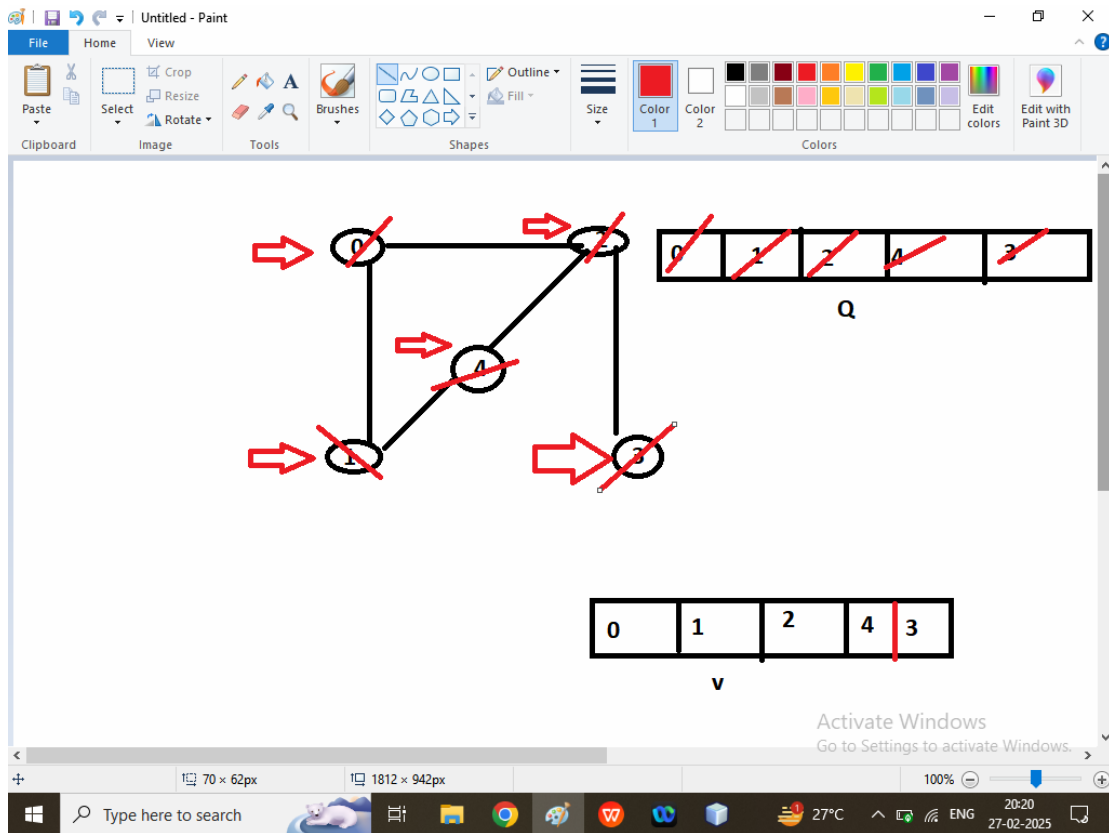 Untitled - Paint
File Home View
Paste
Select
Crop
Resize
Rotate
Brushes
Outline
Fill
Size
Color 1
Color 2
Edit colors
Edit with Paint 3D
Clipboard
Image
Tools
Shapes
Colors
0 2
0 1 2 4 3
Q
4
1 3
0 1 2 4 3
v
Activate Windows
Go to Settings to activate Windows.
70 × 62px
1812 × 942px
100%
Type here to search
1
27°C
ENG
20:20
27-02-2025